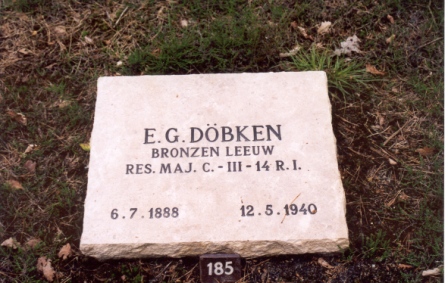 E.G. DÖBKEN
BRONZEN LEEUW
RES. MAJ. C. - III - 14 R.I.
6.7.1888 12.5.1940
185